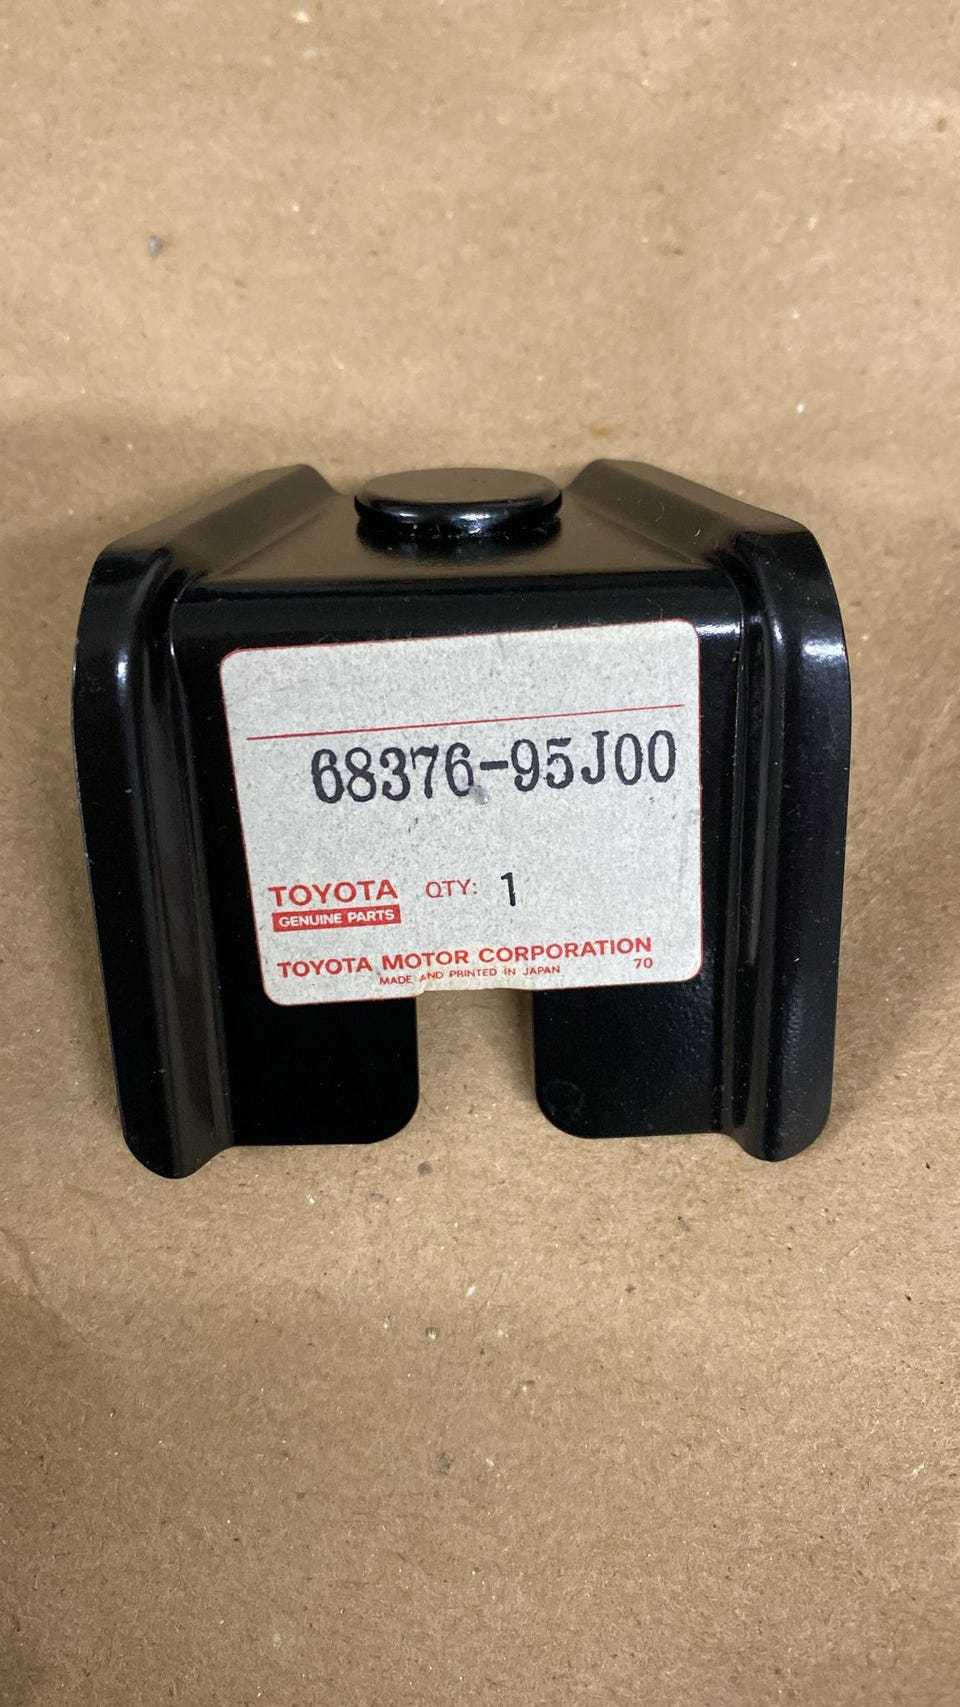 68376-95J00
TOYOTA QTY: 1
GENUINE PARTS
TOYOTA MOTOR CORPORATION
MADE AND PRINTED IN JAPAN 70